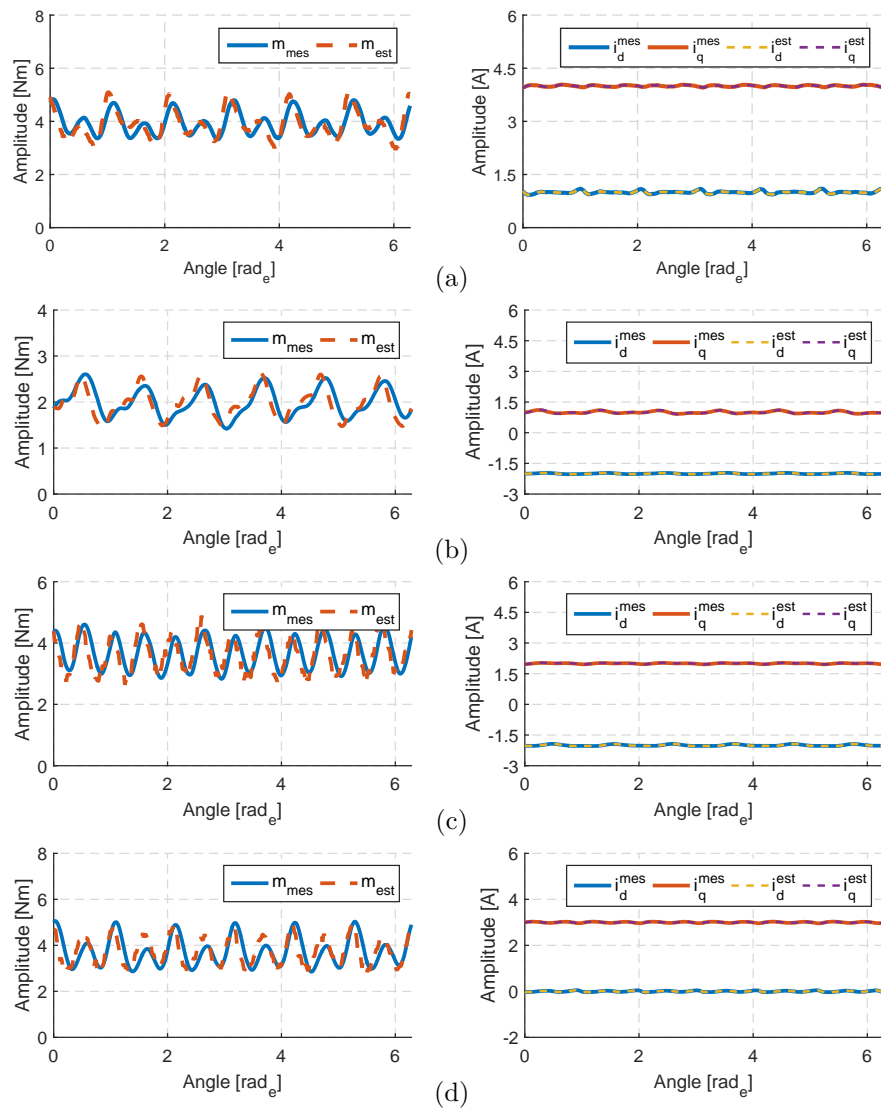 Amplitude [Nm]
8
6
4
2
0
m_mes m_est
0 2 4 6
Angle [rad_e]
Amplitude [A]
6
4.5
3
1.5
0
i_d^mes i_q^mes i_d^est i_q^est
0 2 4 6
Angle [rad_e]
(a)
Amplitude [Nm]
4
3
2
1
0
m_mes m_est
0 2 4 6
Angle [rad_e]
Amplitude [A]
6
4.5
3
1.5
0
-1.5
-3
i_d^mes i_q^mes i_d^est i_q^est
0 2 4 6
Angle [rad_e]
(b)
Amplitude [Nm]
6
4
2
0
m_mes m_est
0 2 4 6
Angle [rad_e]
Amplitude [A]
6
4.5
3
1.5
0
-1.5
-3
i_d^mes i_q^mes i_d^est i_q^est
0 2 4 6
Angle [rad_e]
(c)
Amplitude [Nm]
8
6
4
2
0
m_mes m_est
0 2 4 6
Angle [rad_e]
Amplitude [A]
6
4
2
0
-2
i_d^mes i_q^mes i_d^est i_q^est
0 2 4 6
Angle [rad_e]
(d)